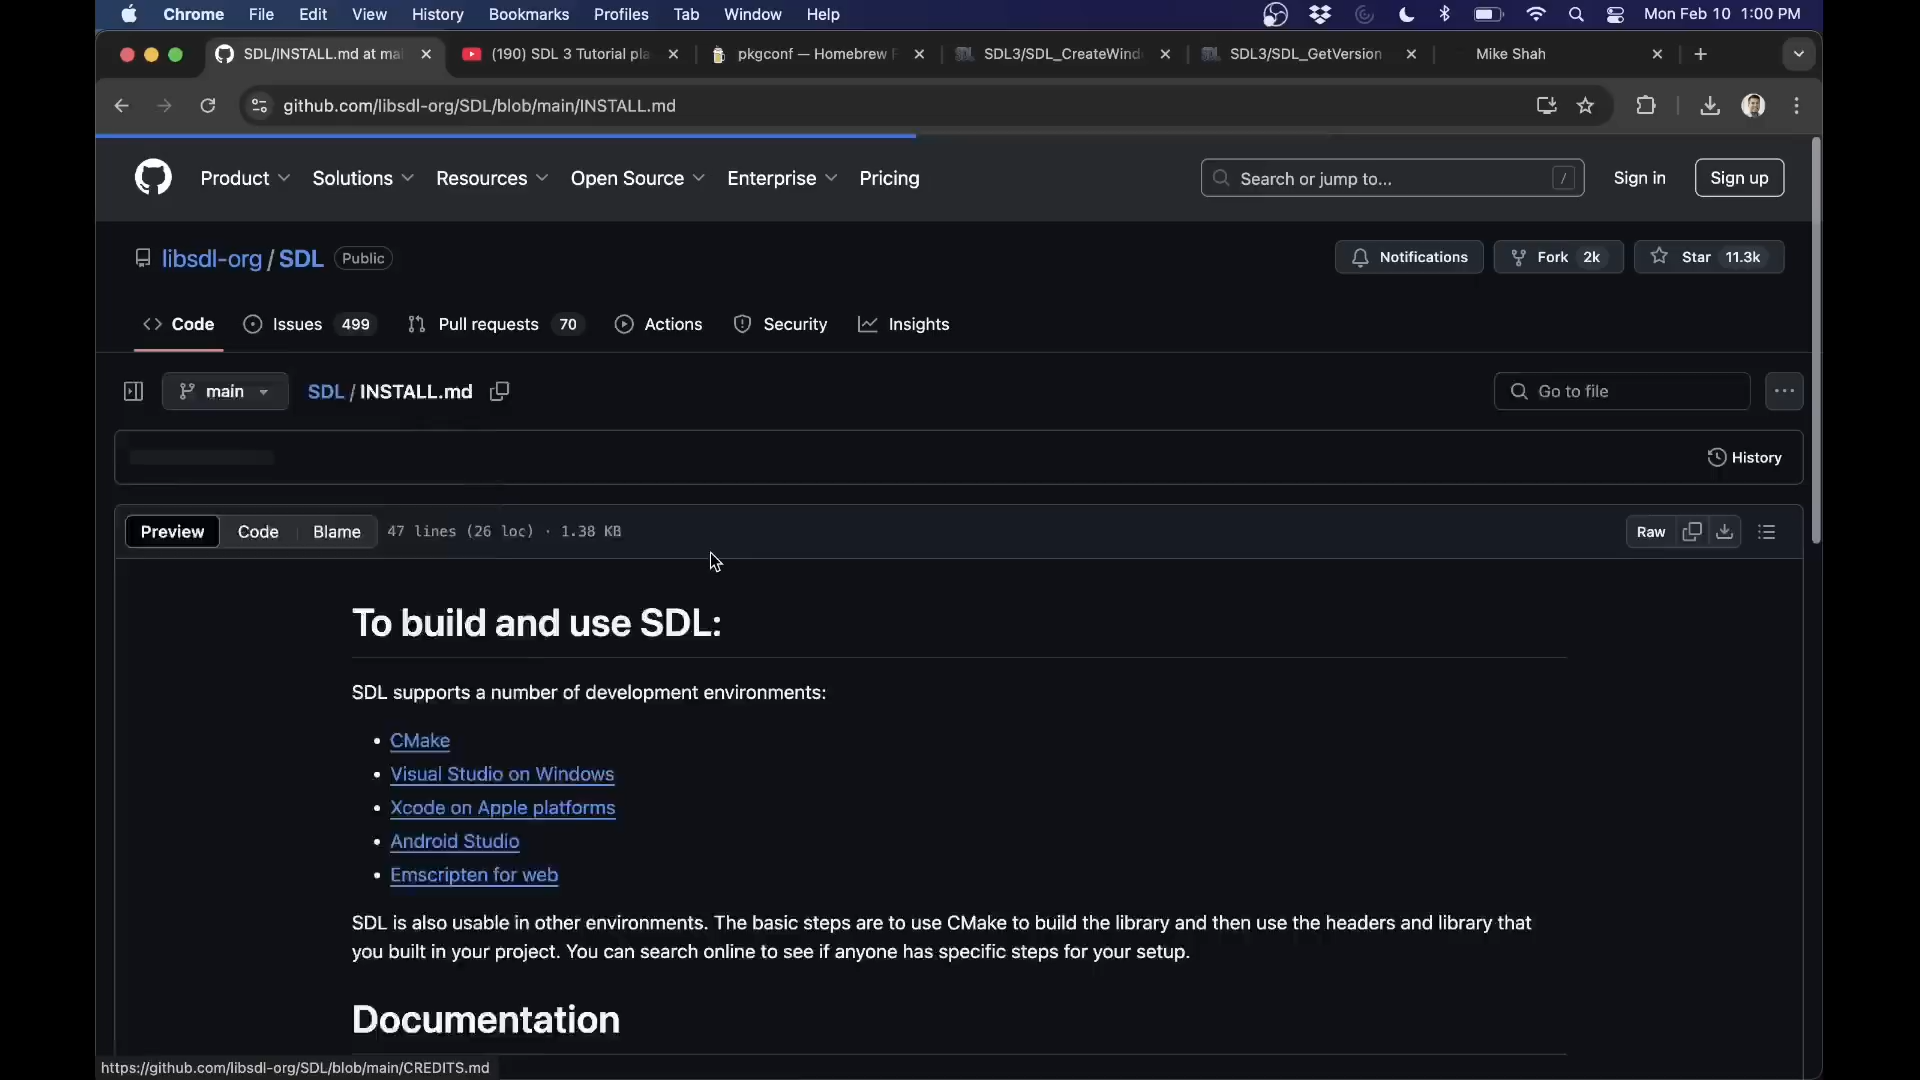 Chrome File Edit View History Bookmarks Profiles Tab Window Help Mon Feb 10 1:00 PM
SDL/INSTALL.md at mai (190) SDL 3 Tutorial pla pkgconf — Homebrew F SDL3/SDL_CreateWind SDL3/SDL_GetVersion Mike Shah
github.com/libsdl-org/SDL/blob/main/INSTALL.md
Product Solutions Resources Open Source Enterprise Pricing Search or jump to... / Sign in Sign up
libsdl-org / SDL Public Notifications Fork 2k Star 11.3k
Code Issues 499 Pull requests 70 Actions Security Insights
main SDL / INSTALL.md Go to file
History
Preview Code Blame 47 lines (26 loc) · 1.38 KB Raw
To build and use SDL:
SDL supports a number of development environments:
• CMake
• Visual Studio on Windows
• Xcode on Apple platforms
• Android Studio
• Emscripten for web
SDL is also usable in other environments. The basic steps are to use CMake to build the library and then use the headers and library that
you built in your project. You can search online to see if anyone has specific steps for your setup.
Documentation
https://github.com/libsdl-org/SDL/blob/main/CREDITS.md